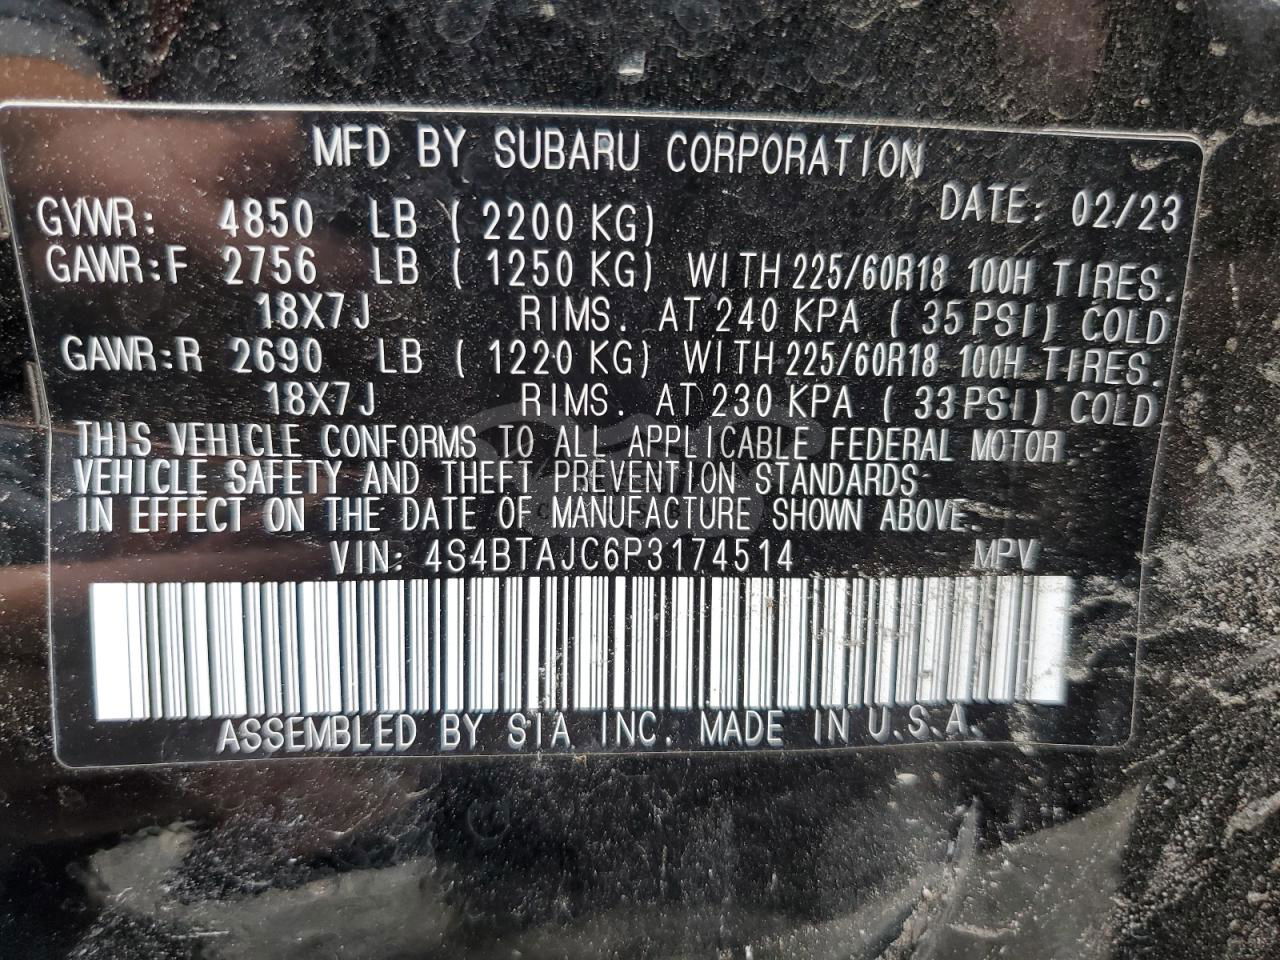 MFD BY SUBARU CORPORATION
DATE: 02/23
GVWR: 4850 LB ( 2200 KG)
GAWR:F 2756 LB ( 1250 KG) WITH 225/60R18 100H TIRES.
18X7J RIMS. AT 240 KPA ( 35PSI) COLD
GAWR:R 2690 LB ( 1220 KG) WITH 225/60R18 100H TIRES.
18X7J RIMS. AT 230 KPA ( 33PSI) COLD
THIS VEHICLE CONFORMS TO ALL APPLICABLE FEDERAL MOTOR
VEHICLE SAFETY AND THEFT PREVENTION STANDARDS
IN EFFECT ON THE DATE OF MANUFACTURE SHOWN ABOVE.
VIN: 4S4BTAJC6P3174514 MPV
ASSEMBLED BY SIA INC. MADE IN U.S.A.